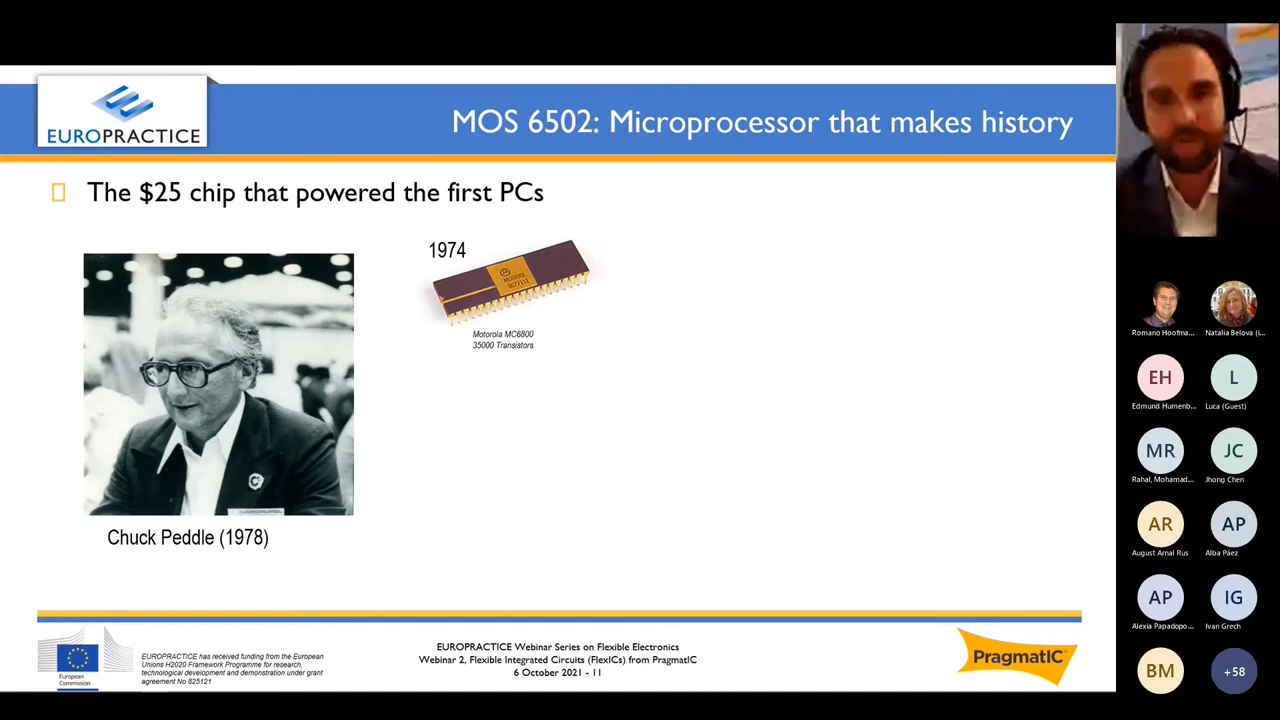 EUROPRACTICE
MOS 6502: Microprocessor that makes history
The $25 chip that powered the first PCs
1974
MC6800L
Motorola MC6800
35000 Transistors
Chuck Peddle (1978)
European
Commission
EUROPRACTICE has received funding from the European
Unions H2020 Framework Programme for research,
technological development and demonstration under grant
agreement No 825121
EUROPRACTICE Webinar Series on Flexible Electronics
Webinar 2, Flexible Integrated Circuits (FlexICs) from PragmatIC
6 October 2021 - 11
PragmatIC
Romano Hoofma...
Natalia Belova (i...
EH
L
Edmund Humenb...
Luca (Guest)
MR
JC
Rahal, Mohamad...
Jhong Chen
AR
AP
August Arnal Rus
Alba Páez
AP
IG
Alexia Papadopo...
Ivan Grech
BM
+58